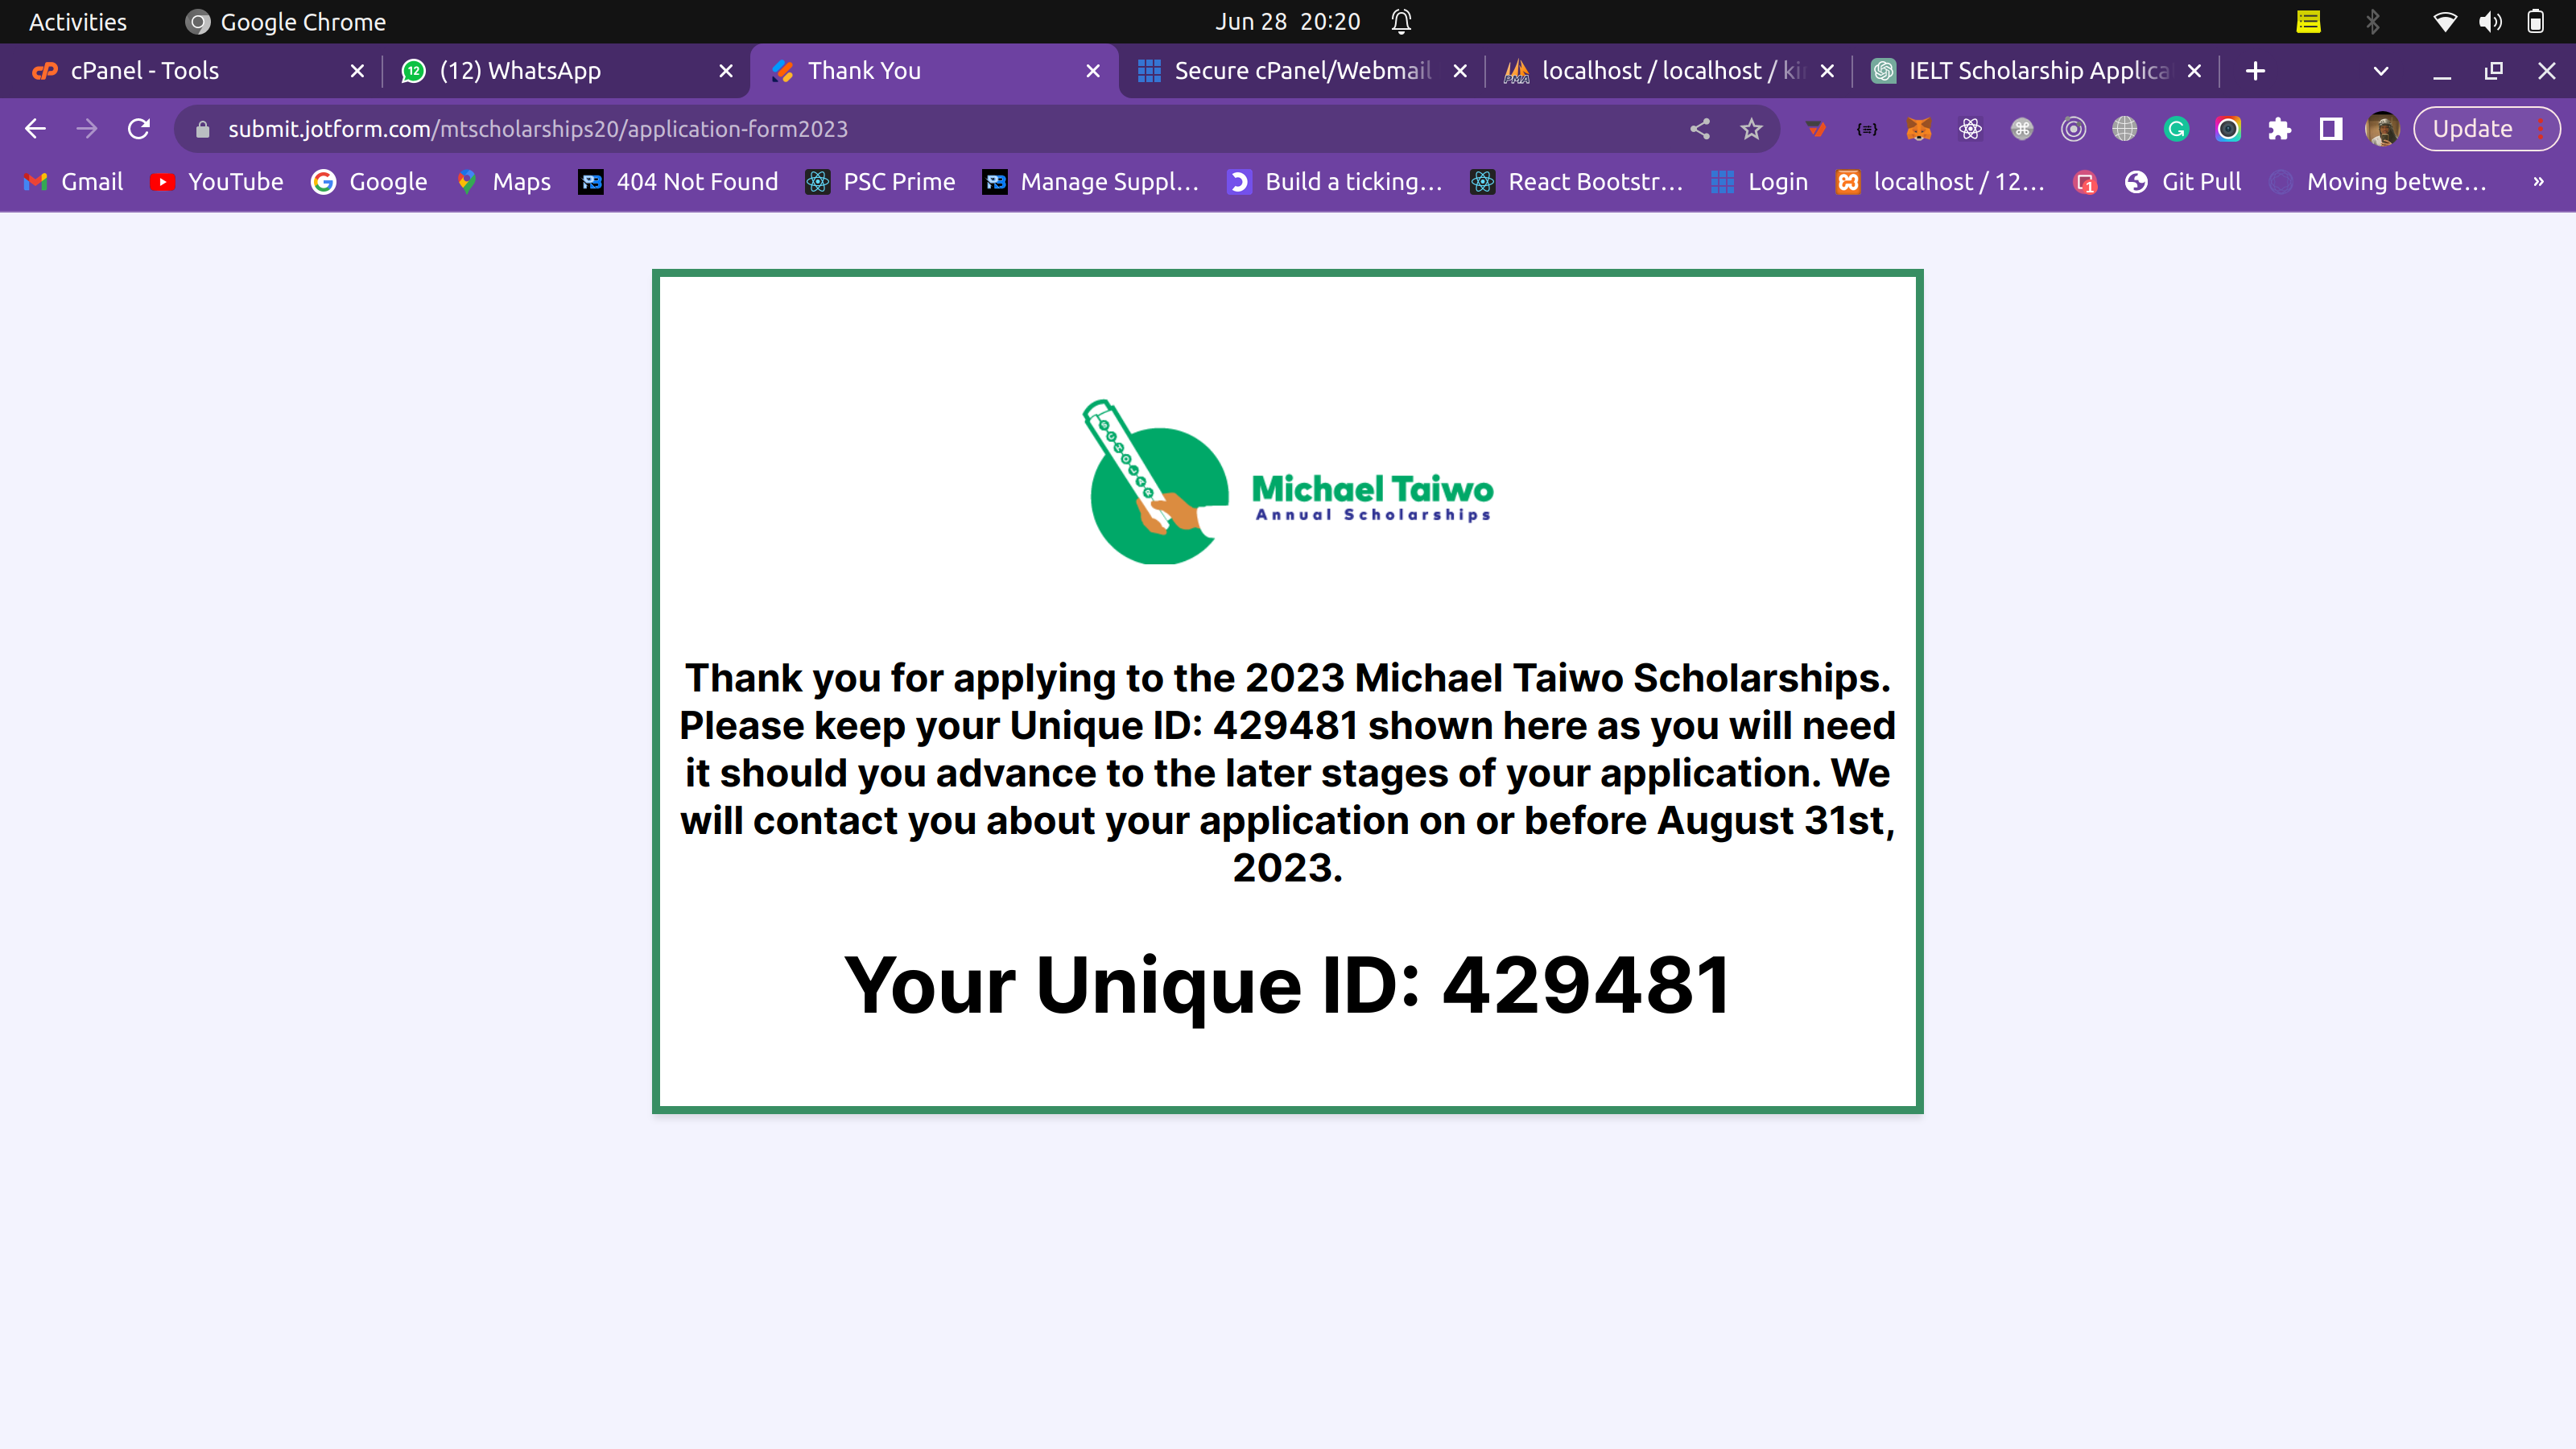 Activities Google Chrome Jun 28 20:20
cPanel - Tools (12) WhatsApp Thank You Secure cPanel/Webmail localhost / localhost / ki IELT Scholarship Applica
submit.jotform.com/mtscholarships20/application-form2023 Update
Gmail YouTube Google Maps 404 Not Found PSC Prime Manage Suppl... Build a ticking... React Bootstr... Login localhost / 12... Git Pull Moving betwe... »
SCHOLAR
Michael Taiwo
Annual Scholarships
Thank you for applying to the 2023 Michael Taiwo Scholarships.
Please keep your Unique ID: 429481 shown here as you will need
it should you advance to the later stages of your application. We
will contact you about your application on or before August 31st,
2023.
Your Unique ID: 429481